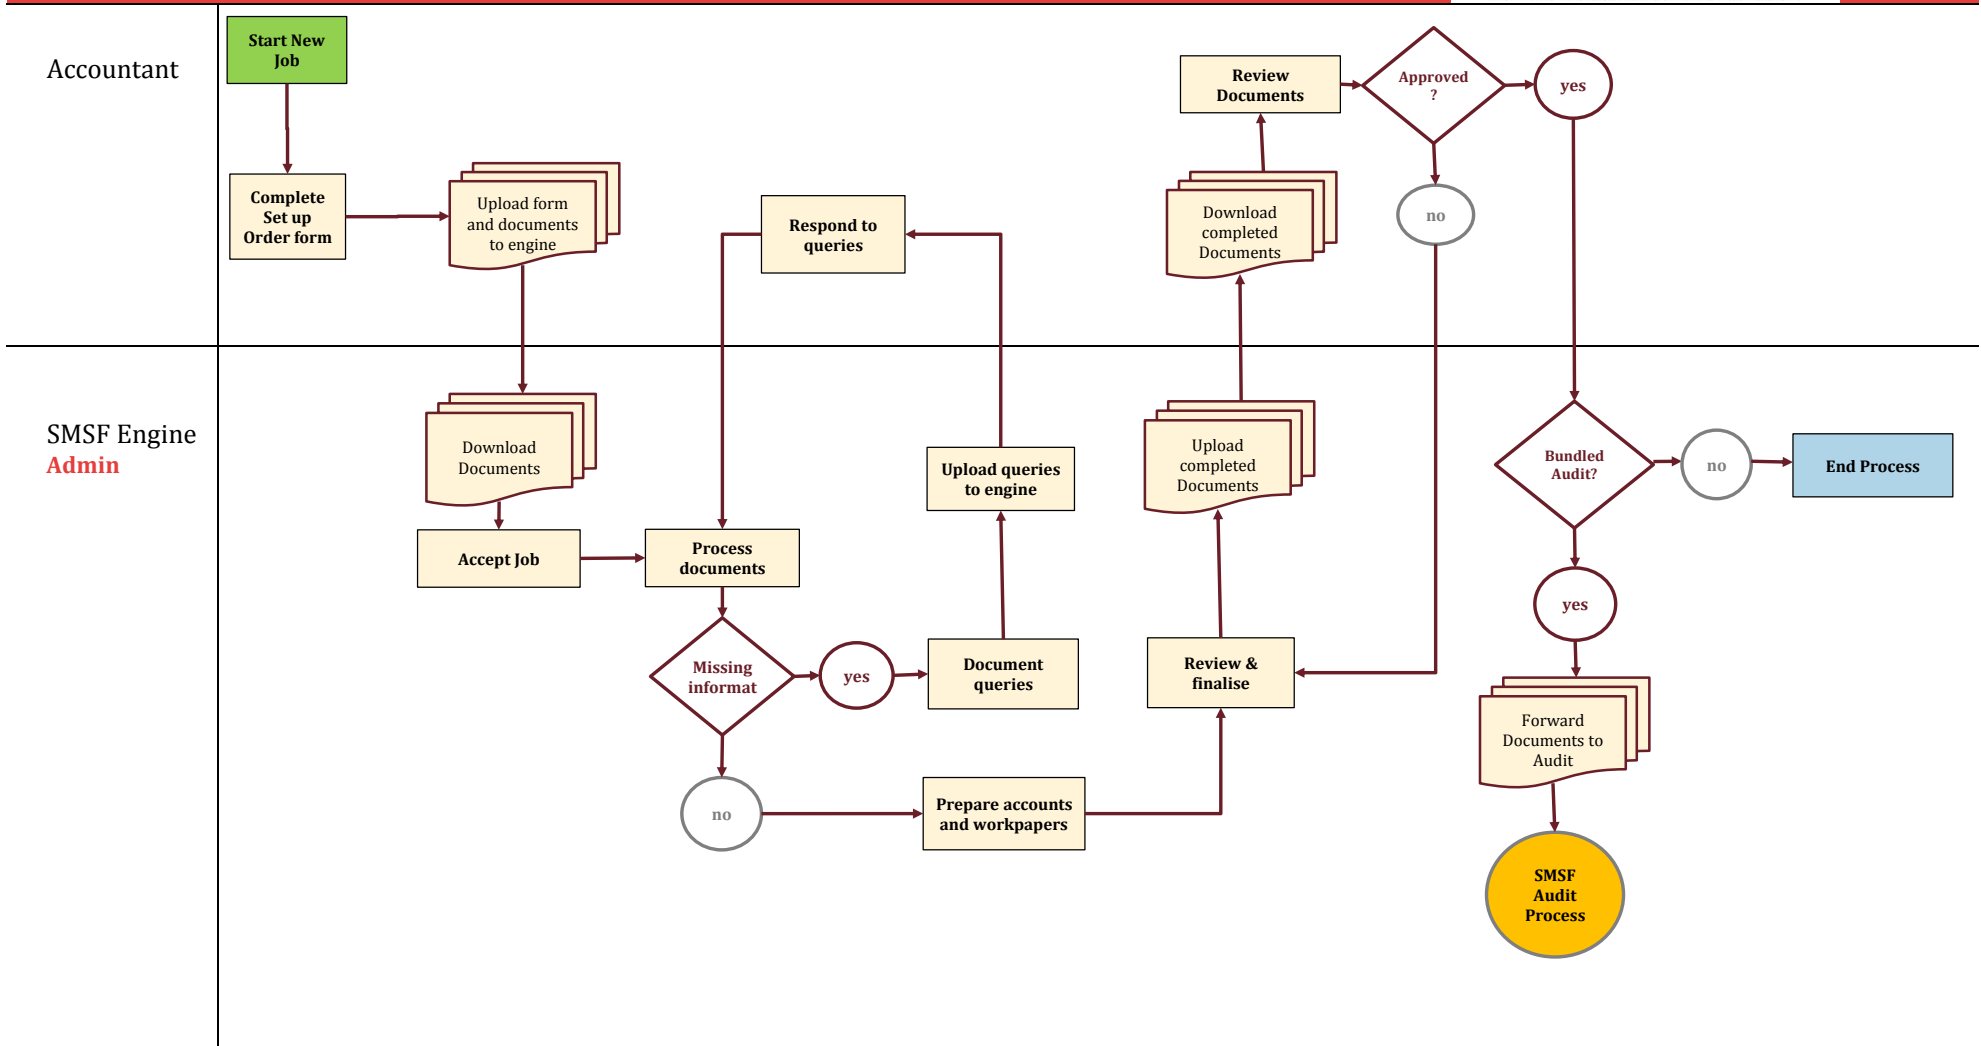 Accountant
Start New
Job
Complete
Set up
Order form
Upload form
and documents
to engine
Respond to
queries
Download
completed
Documents
Review
Documents
Approved
?
yes
no
SMSF Engine
Admin
Download
Documents
Accept Job
Process
documents
Missing
informat
yes
no
Document
queries
Upload queries
to engine
Prepare accounts
and workpapers
Review &
finalise
Upload
completed
Documents
Bundled
Audit?
no
End Process
yes
Forward
Documents to
Audit
SMSF
Audit
Process